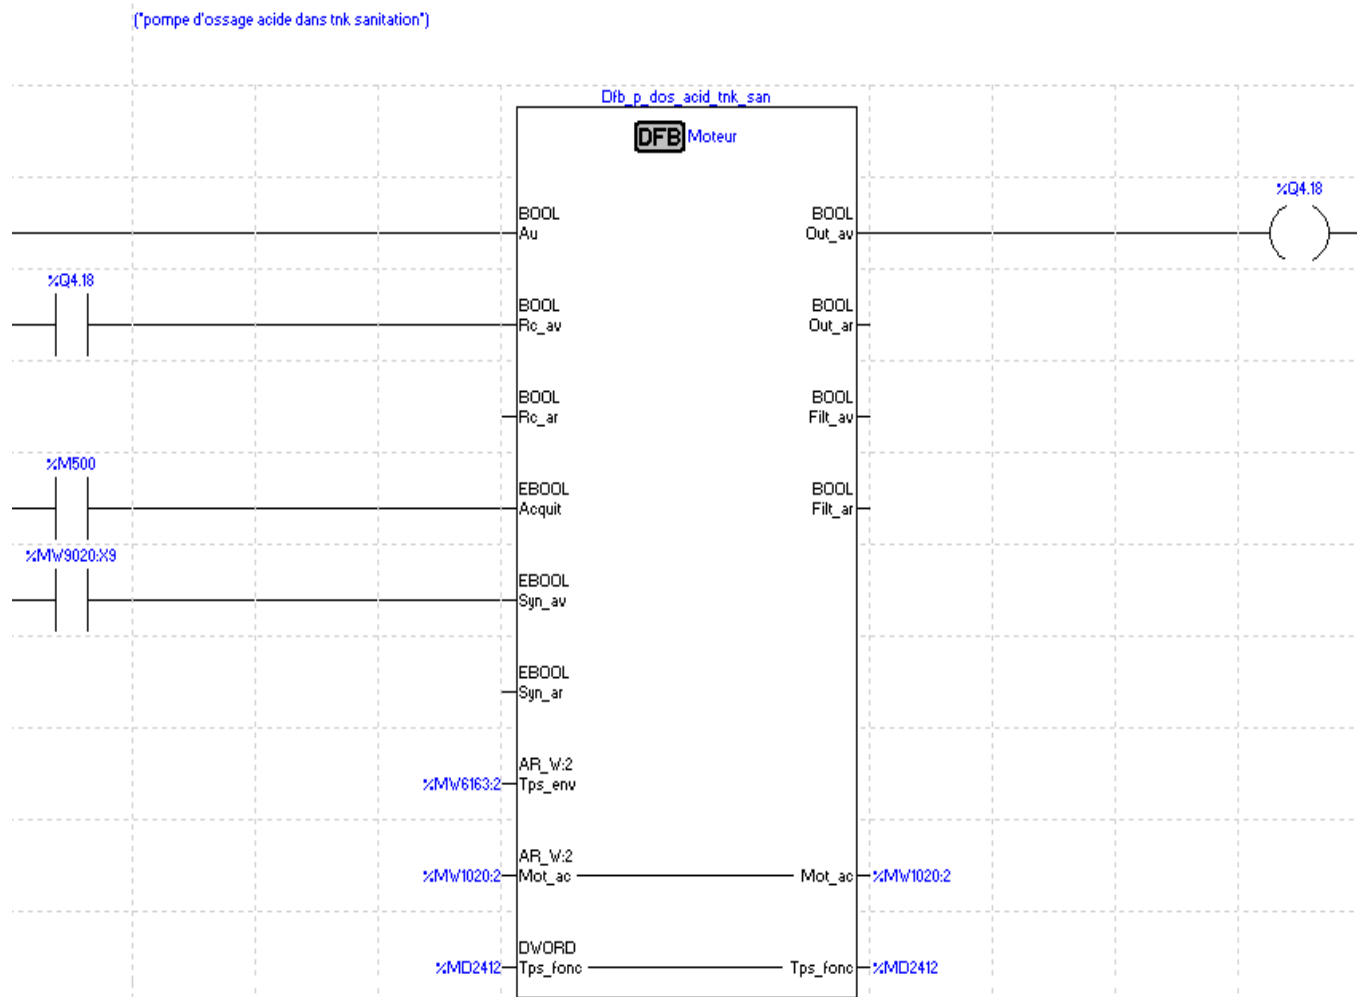 ("pompe d'ossage acide dans tnk sanitation")
Dfb_p_dos_acid_tnk_san
DFB Moteur
%Q4.18
BOOL BOOL
Au Out_av
%Q4.18
BOOL BOOL
Rc_av Out_ar
BOOL BOOL
Rc_ar Filt_av
%M500
EBOOL BOOL
Acquit Filt_ar
%MW9020:X9
EBOOL
Syn_av
EBOOL
Syn_ar
AR_W:2
%MW6163:2 Tps_env
AR_W:2
%MW1020:2 Mot_ac Mot_ac %MW1020:2
DWORD
%MD2412 Tps_fonc Tps_fonc %MD2412